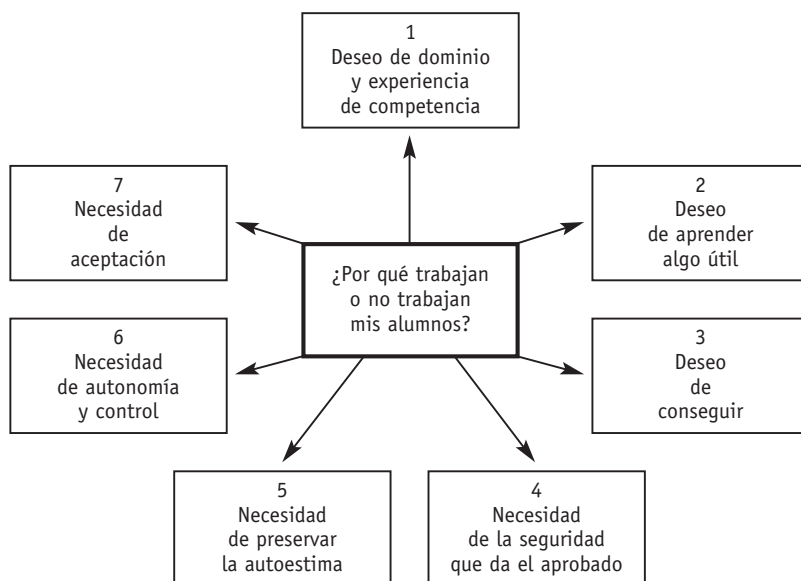 1
Deseo de dominio
y experiencia
de competencia
7
Necesidad
de
aceptación
2
Deseo
de aprender
algo útil
¿Por qué trabajan
o no trabajan
mis alumnos?
6
Necesidad
de autonomía
y control
3
Deseo
de
conseguir
5
Necesidad
de preservar
la autoestima
4
Necesidad
de la seguridad
que da el aprobado